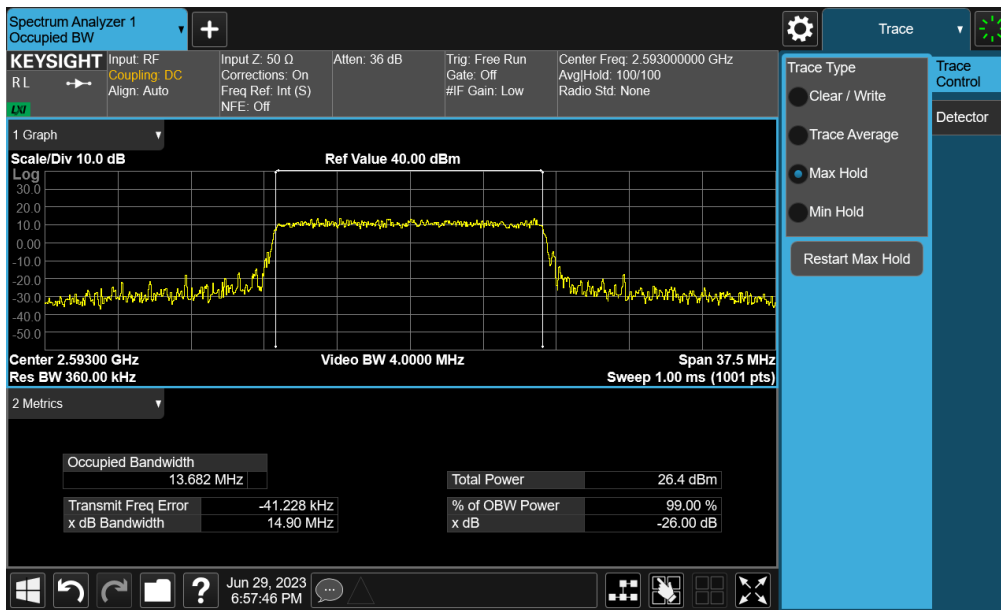 Spectrum Analyzer 1
Occupied BW
+
Trace
KEYSIGHT
R L
LXI
Input: RF
Coupling: DC
Align: Auto
Input Z: 50 Ω
Corrections: On
Freq Ref: Int (S)
NFE: Off
Atten: 36 dB
Trig: Free Run
Gate: Off
#IF Gain: Low
Center Freq: 2.593000000 GHz
Avg|Hold: 100/100
Radio Std: None
Trace Type
Clear / Write
Trace Average
Max Hold
Min Hold
Restart Max Hold
Trace
Control
Detector
1 Graph
Scale/Div 10.0 dB
Ref Value 40.00 dBm
Log
30.0
20.0
10.0
0.00
-10.0
-20.0
-30.0
-40.0
-50.0
Center 2.59300 GHz
Video BW 4.0000 MHz
Span 37.5 MHz
Res BW 360.00 kHz
Sweep 1.00 ms (1001 pts)
2 Metrics
Occupied Bandwidth
13.682 MHz
Total Power 26.4 dBm
Transmit Freq Error -41.228 kHz
% of OBW Power 99.00 %
x dB Bandwidth 14.90 MHz
x dB -26.00 dB
?
Jun 29, 2023
6:57:46 PM